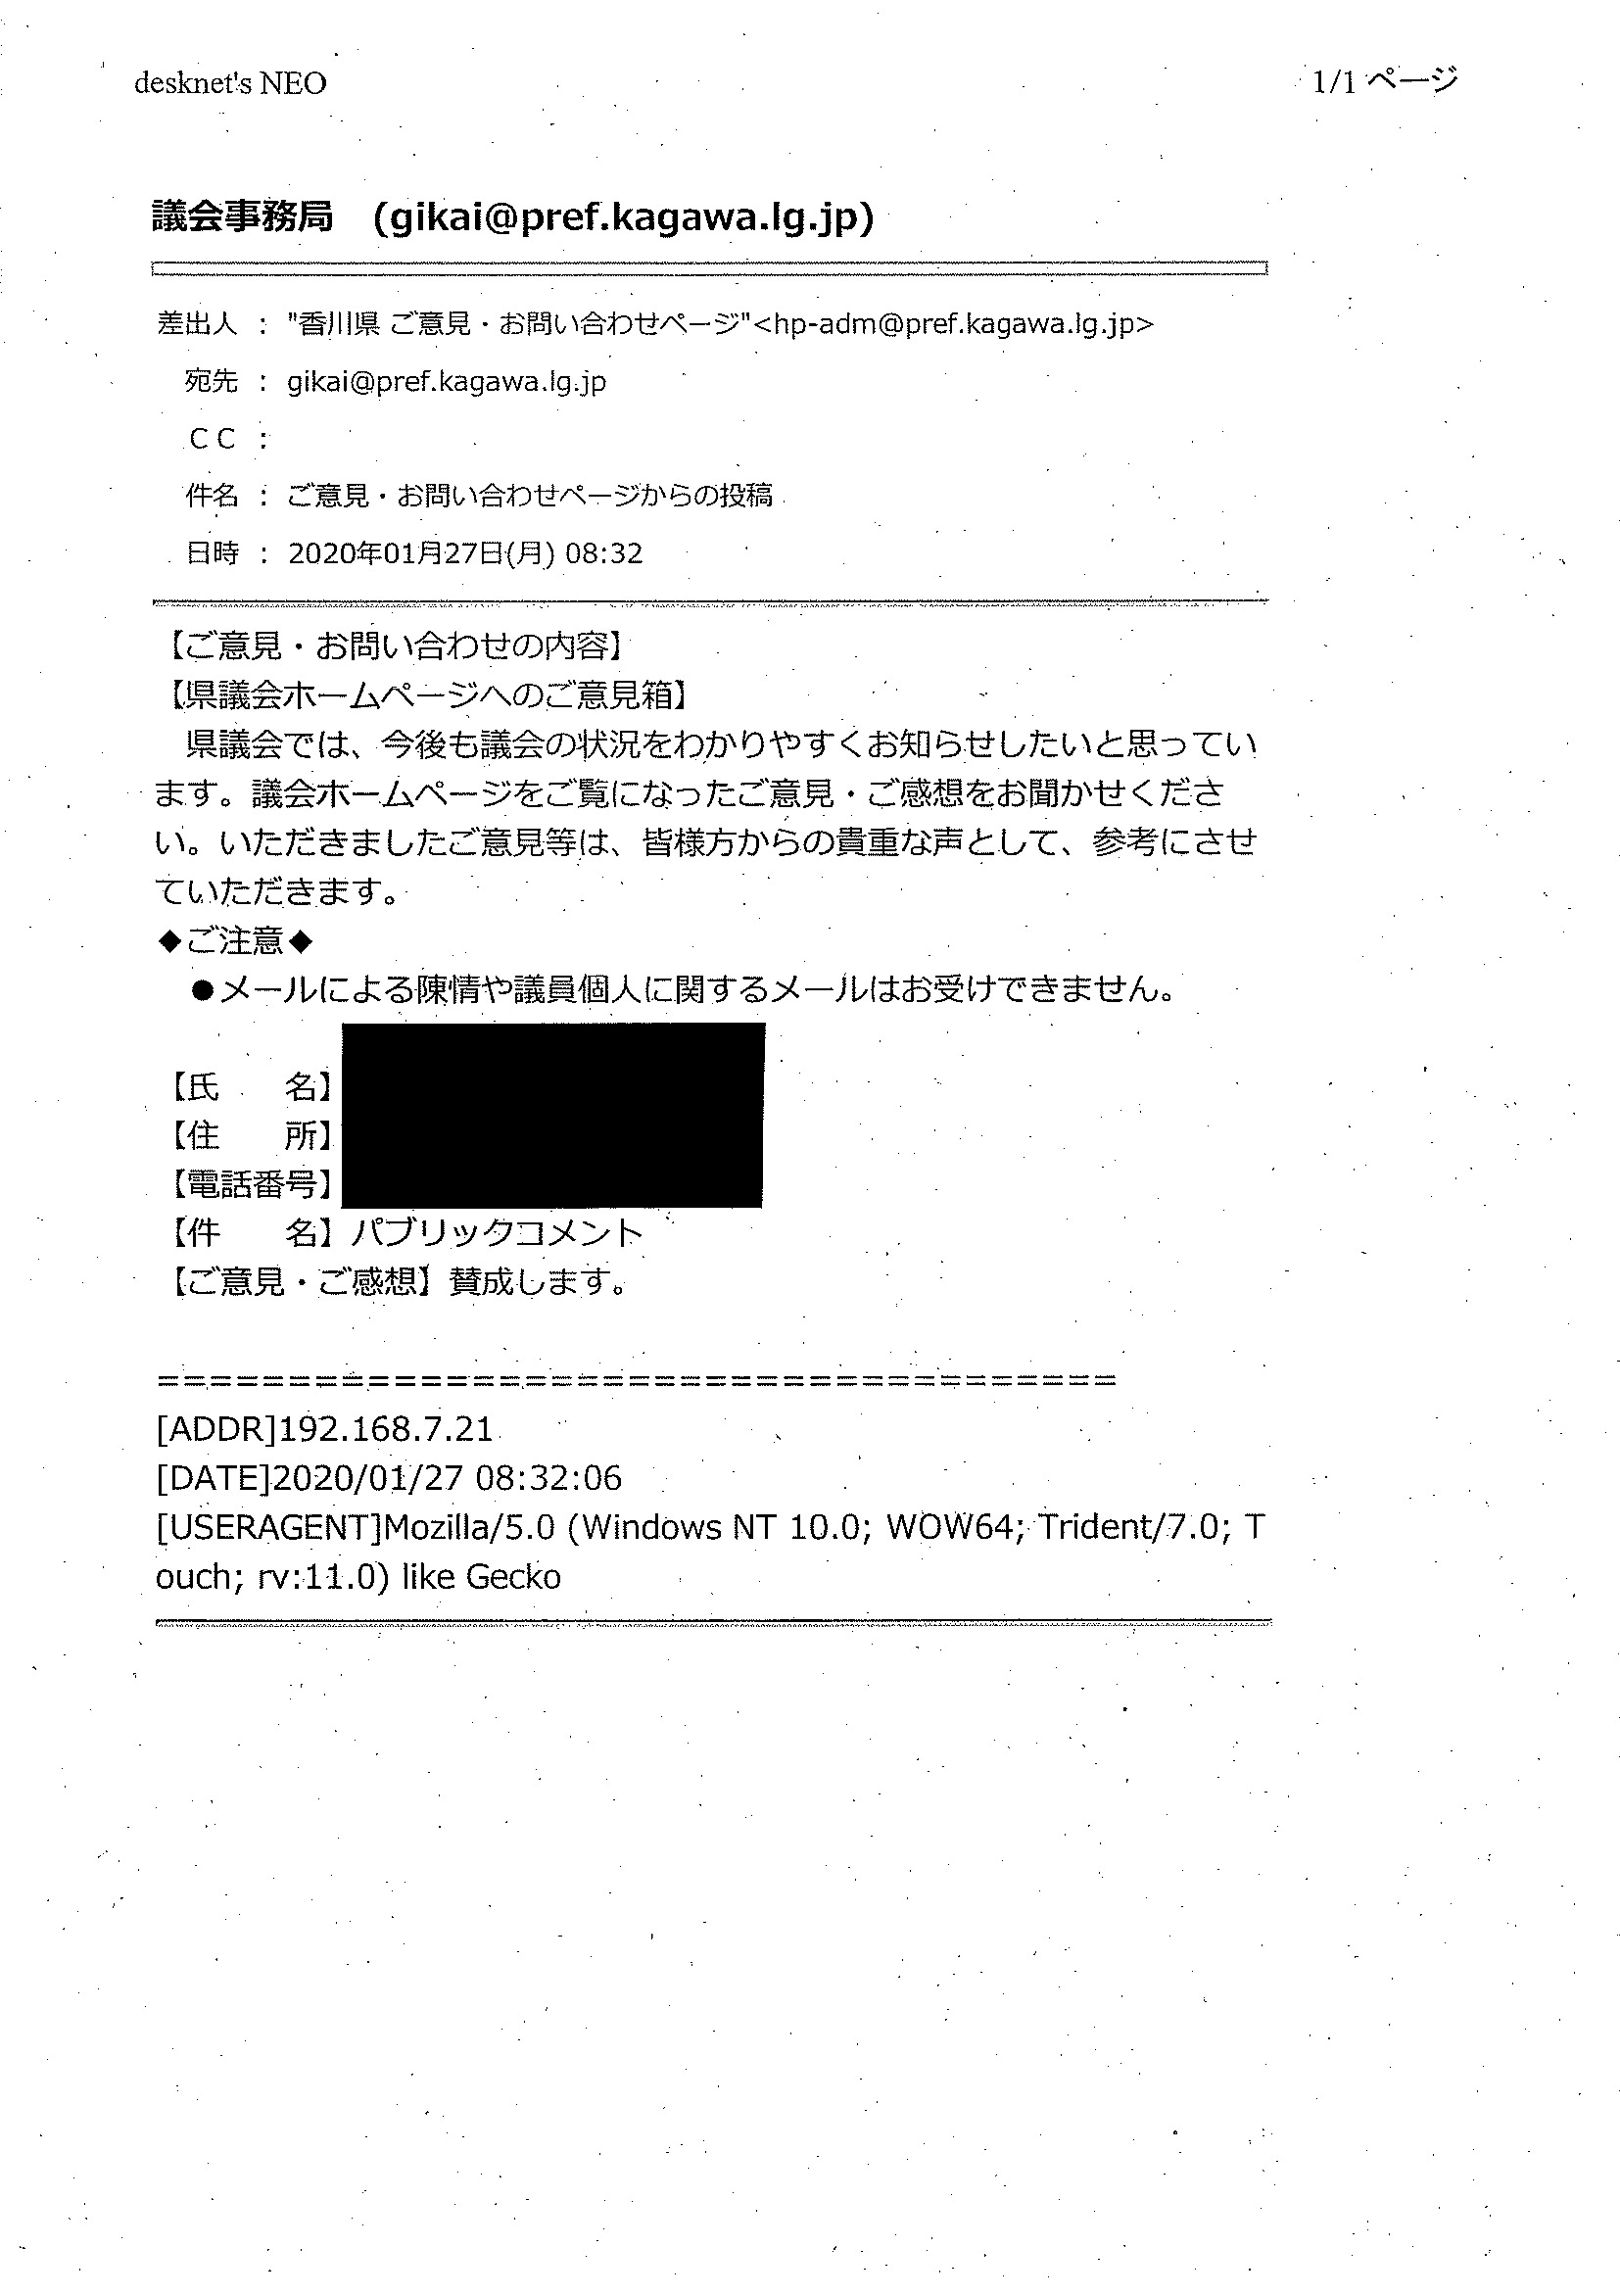 desknet's NEO
1/1 ページ
議会事務局　(gikai@pref.kagawa.lg.jp)
差出人 : "香川県 ご意見・お問い合わせページ"<hp-adm@pref.kagawa.lg.jp>
宛先 : gikai@pref.kagawa.lg.jp
ＣＣ :
件名 : ご意見・お問い合わせページからの投稿
日時 : 2020年01月27日(月) 08:32
【ご意見・お問い合わせの内容】
【県議会ホームページへのご意見箱】
　県議会では、今後も議会の状況をわかりやすくお知らせしたいと思ってい
ます。議会ホームページをご覧になったご意見・ご感想をお聞かせくださ
い。いただきましたご意見等は、皆様方からの貴重な声として、参考にさせ
ていただきます。
◆ご注意◆
　●メールによる陳情や議員個人に関するメールはお受けできません。
【氏　　名】
【住　　所】
【電話番号】
【件　　名】パブリックコメント
【ご意見・ご感想】賛成します。
=====================================
[ADDR]192.168.7.21
[DATE]2020/01/27 08:32:06
[USERAGENT]Mozilla/5.0 (Windows NT 10.0; WOW64; Trident/7.0; T
ouch; rv:11.0) like Gecko